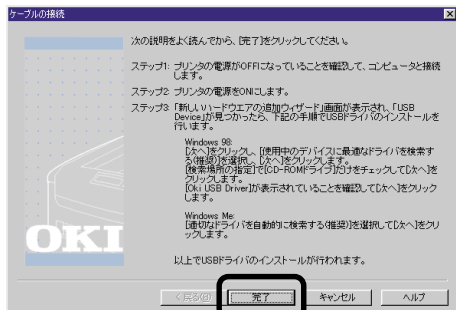 ケーブルの接続
次の説明をよく読んでから、[完了]をクリックしてください。
ステップ1: プリンタの電源がOFFになっていることを確認して、コンピュータと接続
します。
ステップ2: プリンタの電源をONにします。
ステップ3: 「新しいハードウエアの追加ウィザード」画面が表示され、「USB
Device」が見つかったら、下記の手順でUSBドライバのインストールを
行います。
Windows 98:
[次へ]をクリックし、[使用中のデバイスに最適なドライバを検索す
る(推奨)]を選択し、[次へ]をクリックします。
[検索場所の指定]で[CD-ROMドライブ]だけをチェックして[次へ]を
クリックします。
[Oki USB Driver]が表示されていることを確認して[次へ]をクリック
します。
Windows Me:
[適切なドライバを自動的に検索する(推奨)]を選択して[次へ]をクリ
ックします。
OKI
以上でUSBドライバのインストールが行われます。
< 戻る(B) 完了 キャンセル ヘルプ